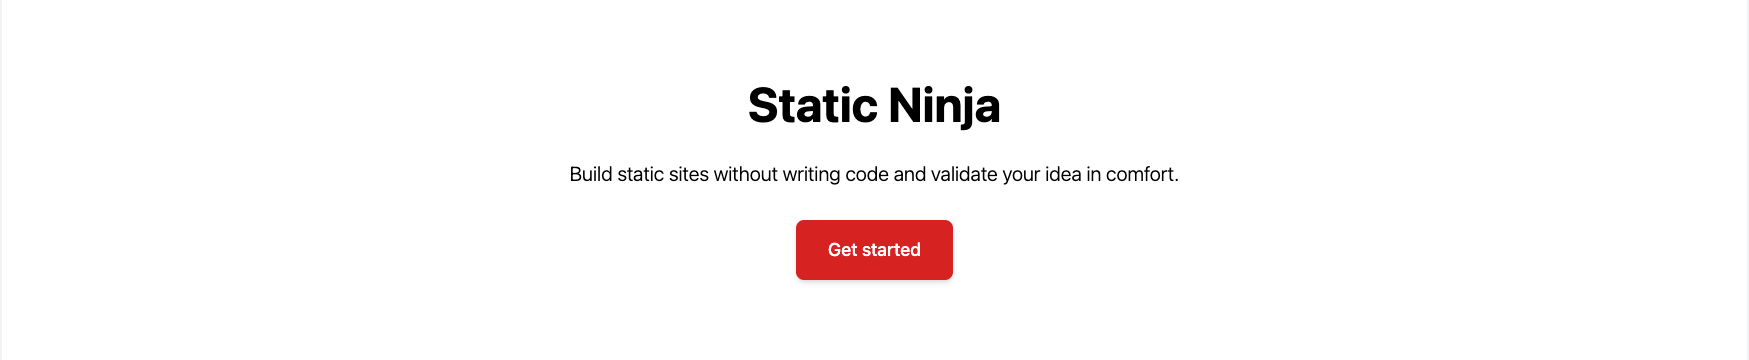 Static Ninja
Build static sites without writing code and validate your idea in comfort.
Get started